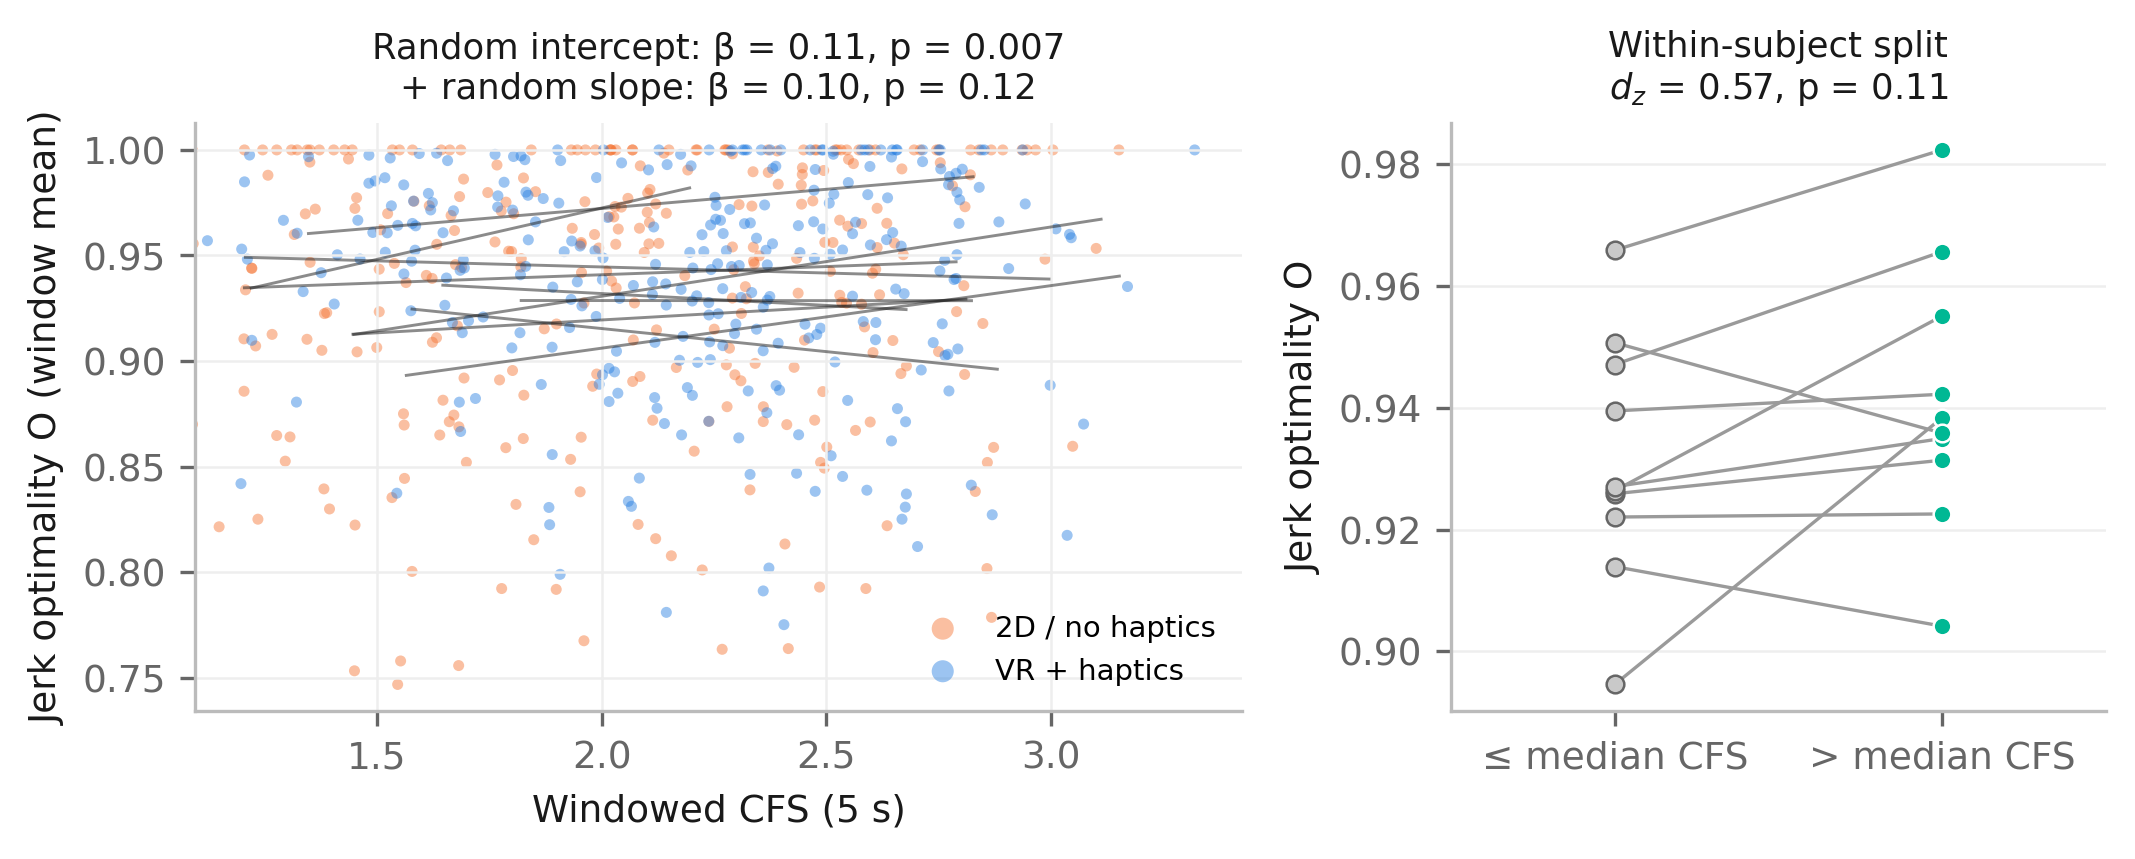 Random intercept: β = 0.11, p = 0.007
+ random slope: β = 0.10, p = 0.12
Jerk optimality O (window mean)
1.00
0.95
0.90
0.85
0.80
0.75
2D / no haptics
VR + haptics
1.5
2.0
2.5
3.0
Windowed CFS (5 s)
Within-subject split
d_z = 0.57, p = 0.11
Jerk optimality O
0.98
0.96
0.94
0.92
0.90
≤ median CFS
> median CFS